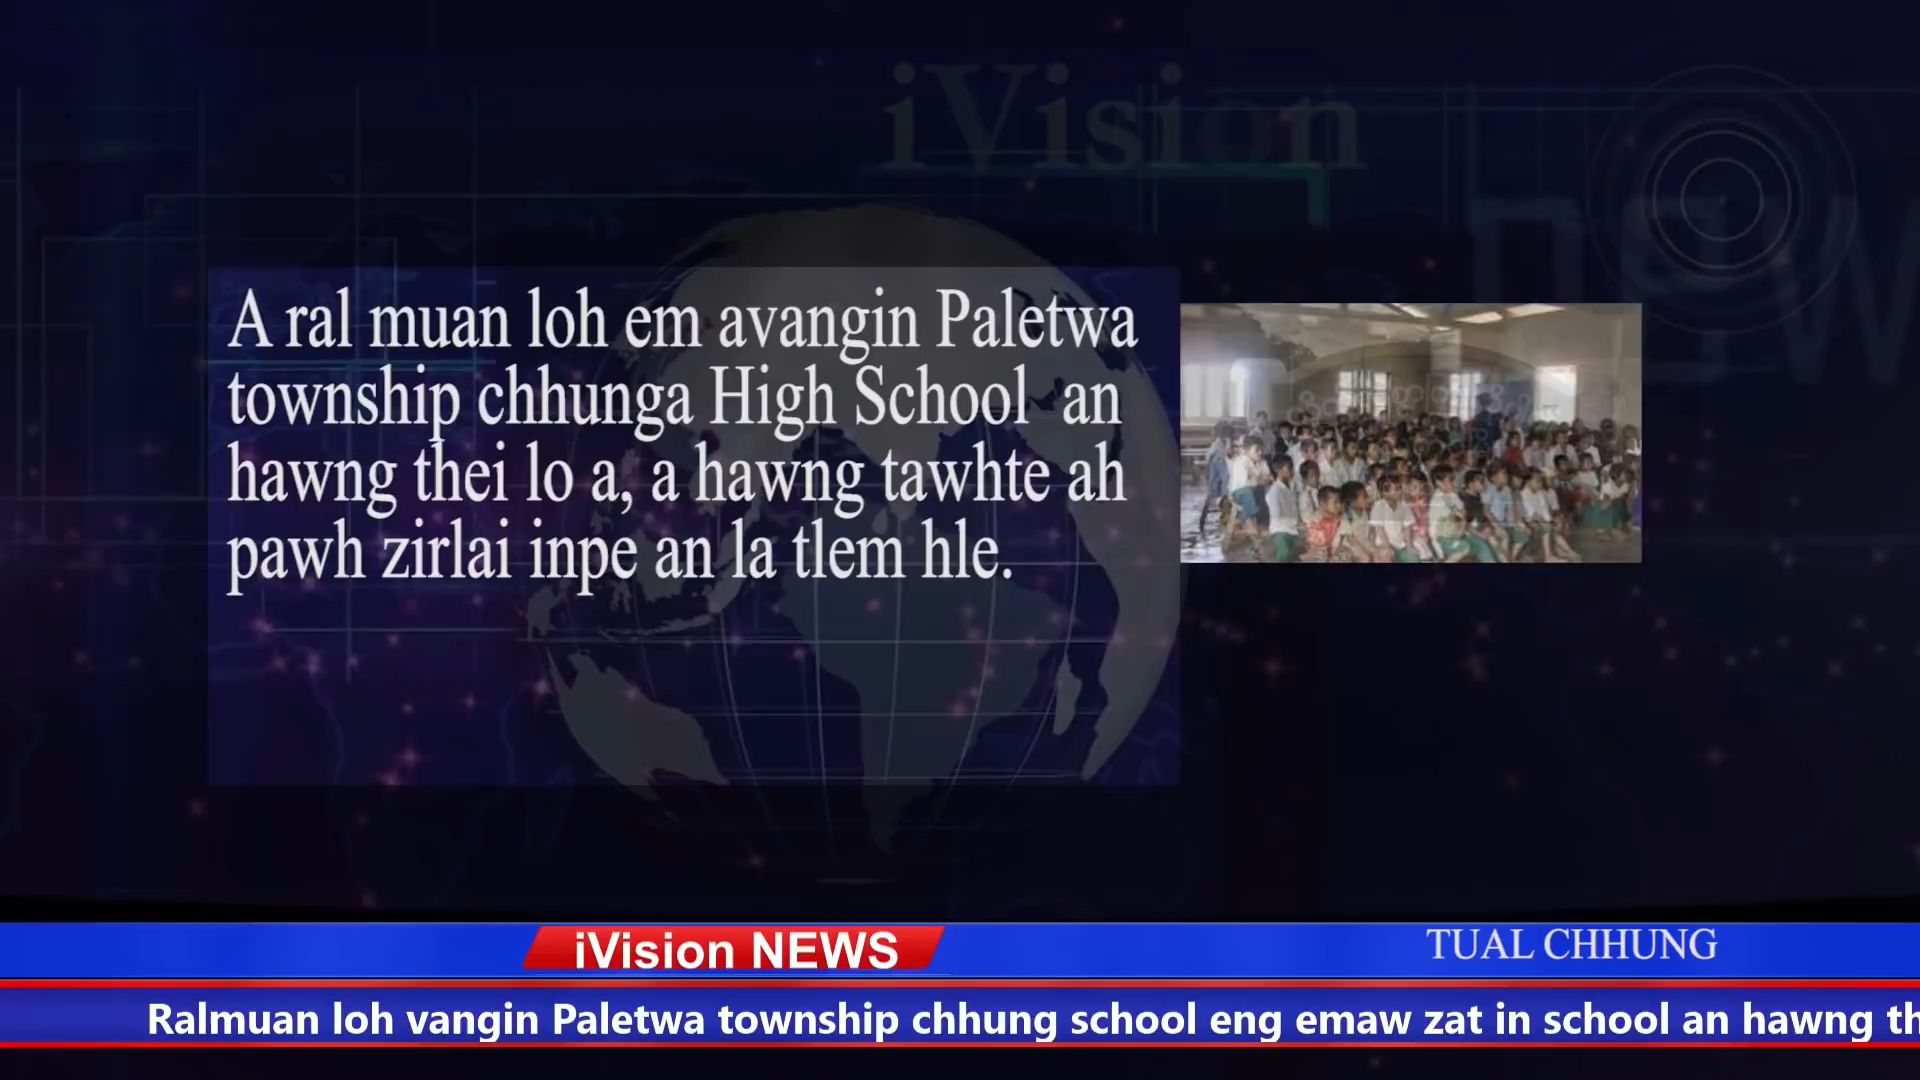 iVision
news
A ral muan loh em avangin Paletwa
township chhunga High School an
hawng thei lo a, a hawng tawhte ah
pawh zirlai inpe an la tlem hle.
iVision NEWS
TUAL CHHUNG
Ralmuan loh vangin Paletwa township chhung school eng emaw zat in school an hawng th